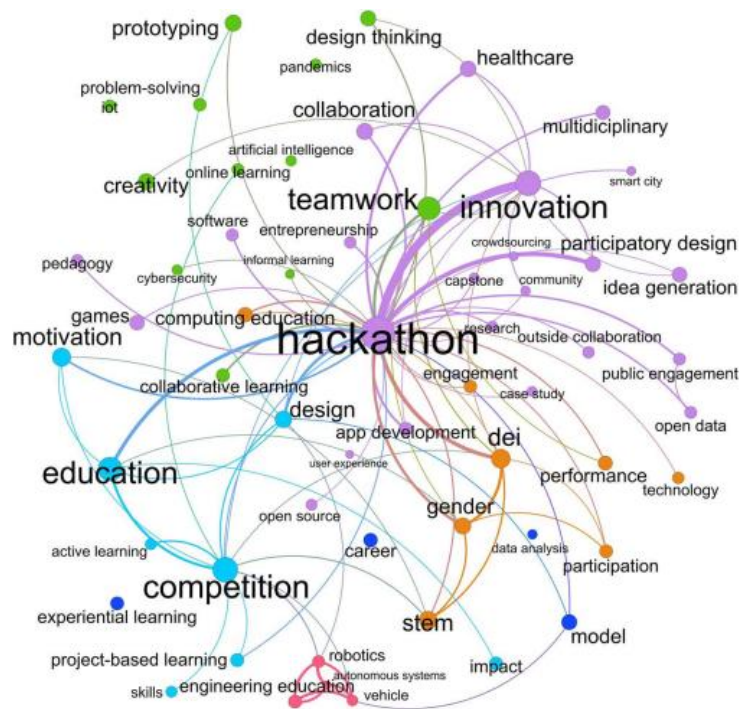 prototyping
design thinking
pandemics
healthcare
problem-solving
iot
collaboration
multidiciplinary
artificial intelligence
online learning
creativity
smart city
teamwork
innovation
software
entrepreneurship
crowdsourcing
participatory design
informal learning
pedagogy
cybersecurity
capstone
community
idea generation
games
computing education
hackathon
research
outside collaboration
motivation
public engagement
collaborative learning
engagement
case study
design
app development
open data
dei
user experience
education
performance
technology
gender
open source
active learning
career
data analysis
participation
competition
experiential learning
stem
model
project-based learning
robotics
impact
autonomous systems
skills
engineering education
vehicle